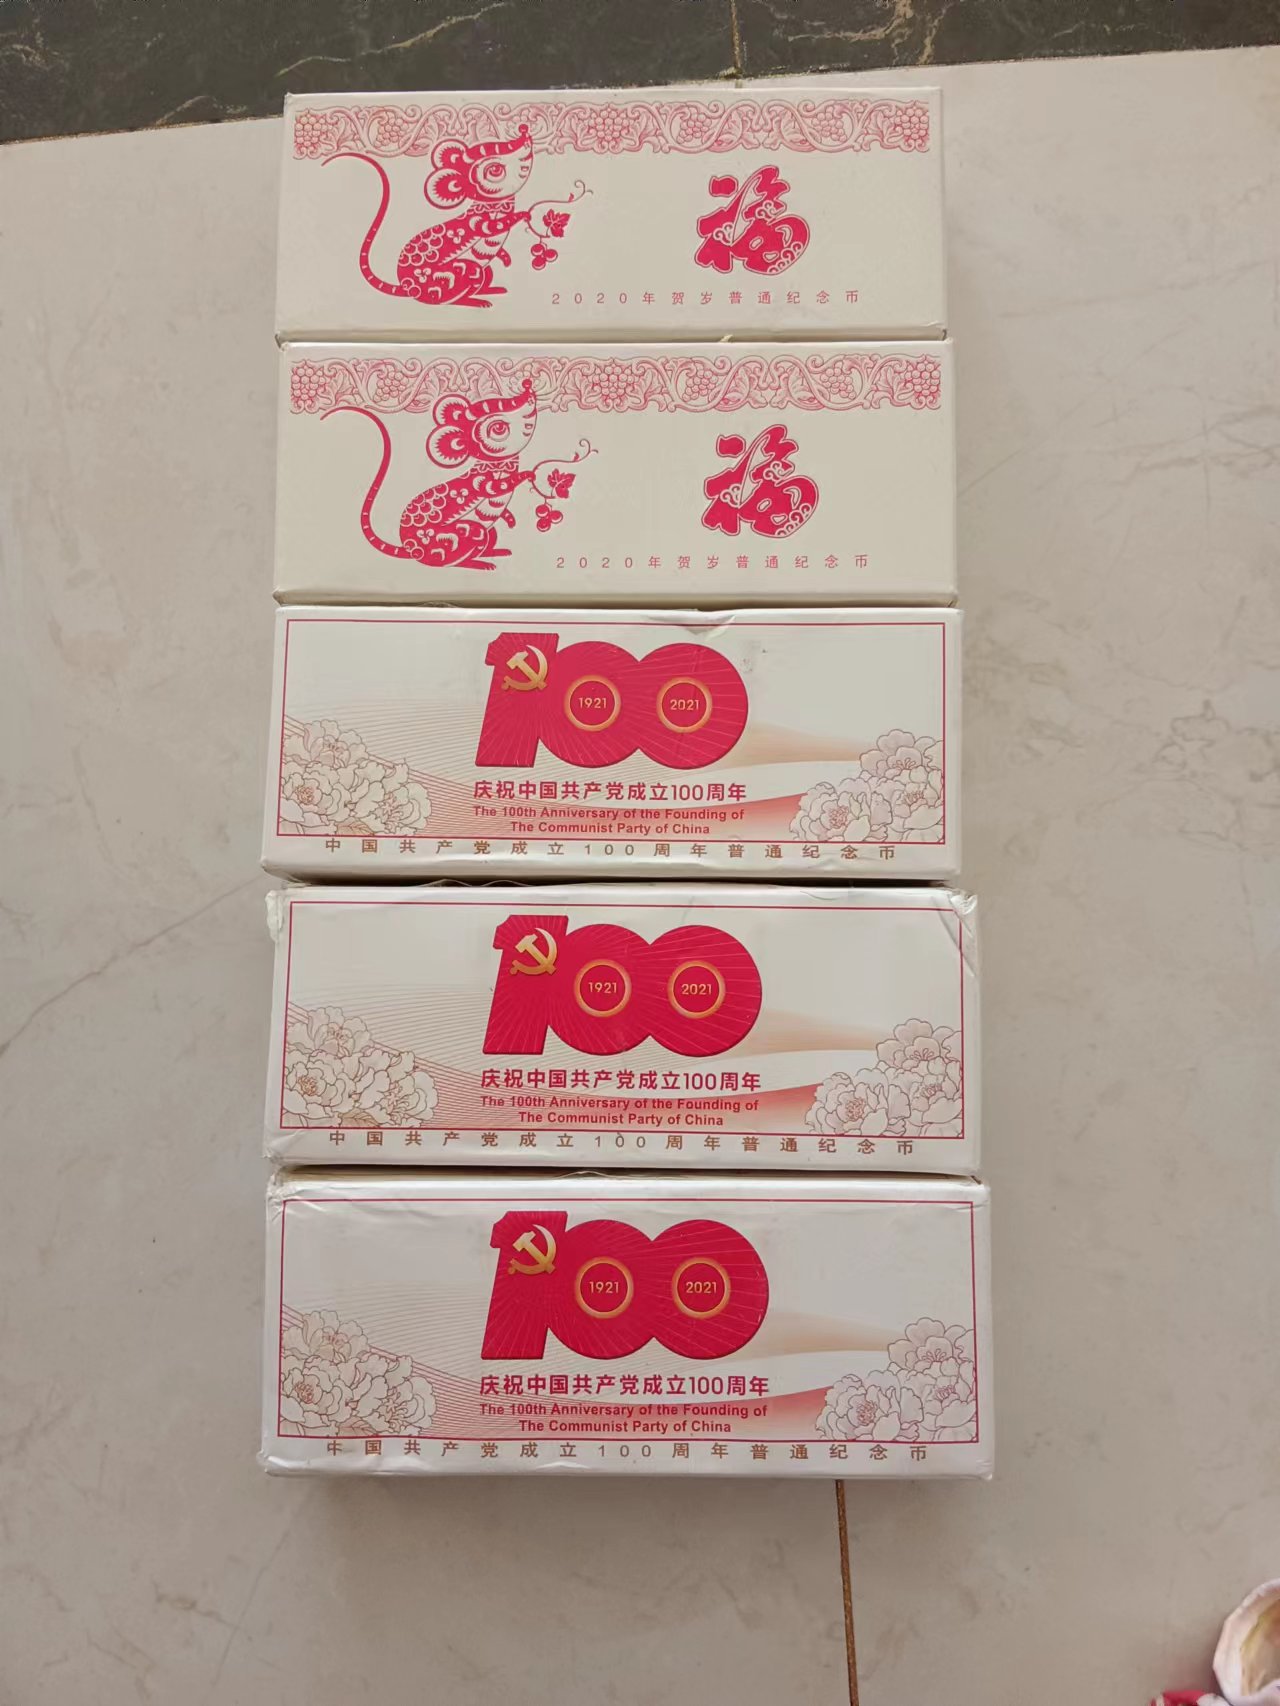 福
2020年贺岁普通纪念币
福
2020年贺岁普通纪念币
100
1921
2021
庆祝中国共产党成立100周年
The 100th Anniversary of the Founding of
The Communist Party of China
中国共产党成立100周年普通纪念币
100
1921
2021
庆祝中国共产党成立100周年
The 100th Anniversary of the Founding of
The Communist Party of China
中国共产党成立100周年普通纪念币
100
1921
2021
庆祝中国共产党成立100周年
The 100th Anniversary of the Founding of
The Communist Party of China
中国共产党成立100周年普通纪念币